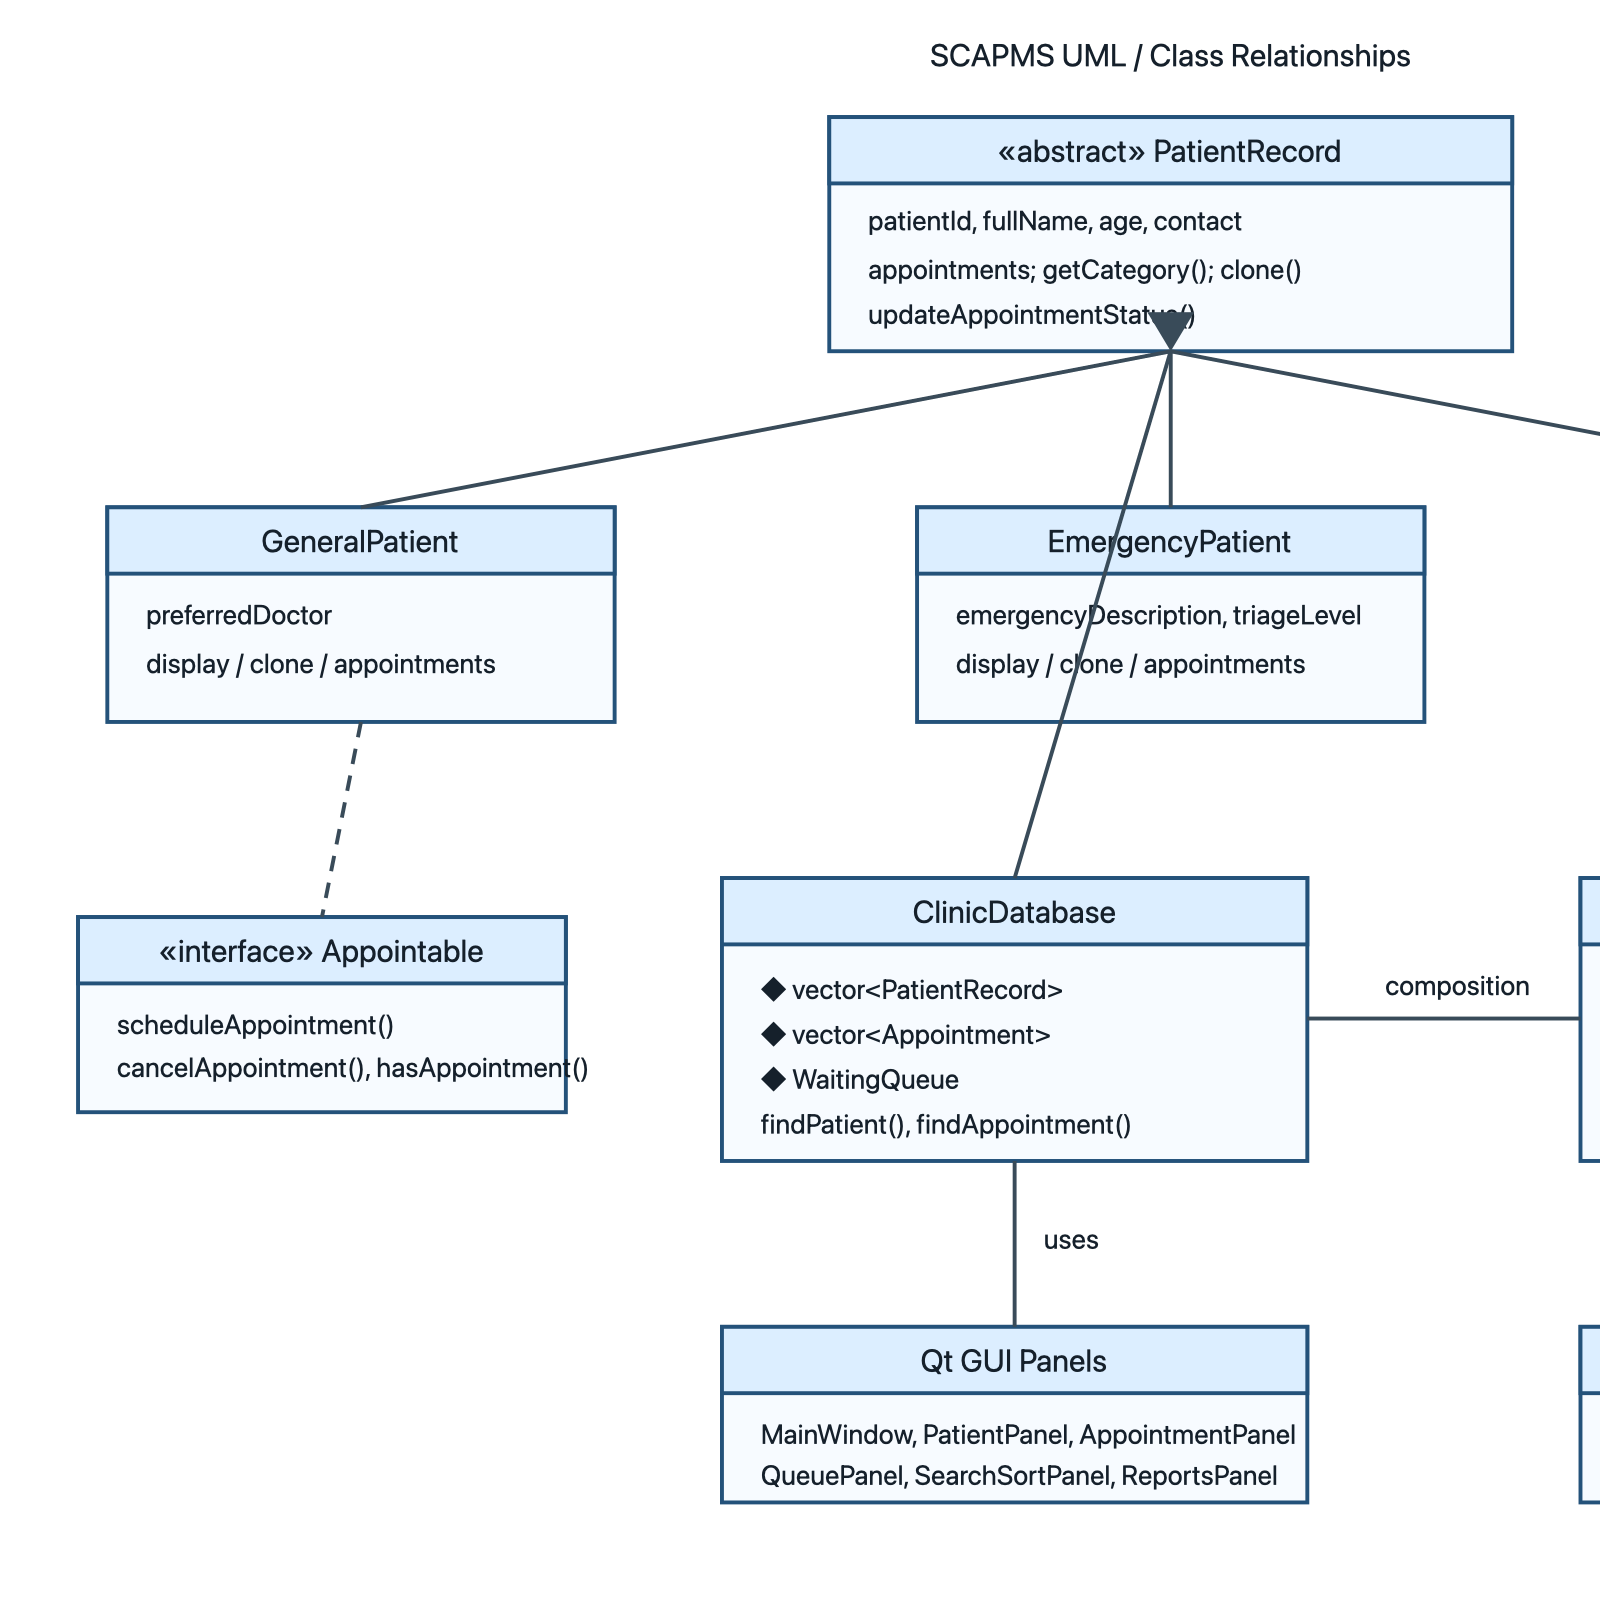 SCAPMS UML / Class Relationships
«abstract» PatientRecord
patientId, fullName, age, contact
appointments; getCategory(); clone()
updateAppointmentStatus()
GeneralPatient
preferredDoctor
display / clone / appointments
EmergencyPatient
emergencyDescription, triageLevel
display / clone / appointments
«interface» Appointable
scheduleAppointment()
cancelAppointment(), hasAppointment()
ClinicDatabase
◆ vector<PatientRecord>
◆ vector<Appointment>
◆ WaitingQueue
findPatient(), findAppointment()
composition
uses
Qt GUI Panels
MainWindow, PatientPanel, AppointmentPanel
QueuePanel, SearchSortPanel, ReportsPanel